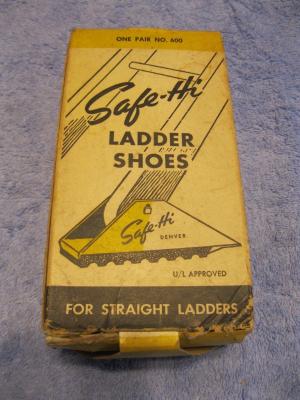 ONE PAIR NO. 600
Safe-Hi
LADDER
SHOES
Safe-Hi
DENVER
U/L APPROVED
FOR STRAIGHT LADDERS